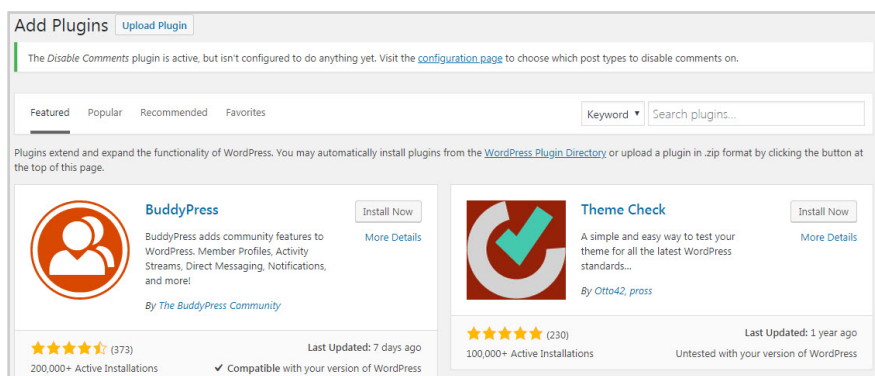 Add Plugins Upload Plugin
The Disable Comments plugin is active, but isn't configured to do anything yet. Visit the configuration page to choose which post types to disable comments on.
Featured Popular Recommended Favorites Keyword ▼ Search plugins...
Plugins extend and expand the functionality of WordPress. You may automatically install plugins from the WordPress Plugin Directory or upload a plugin in .zip format by clicking the button at
the top of this page.
BuddyPress
Install Now
BuddyPress adds community features to
More Details
WordPress. Member Profiles, Activity
Streams, Direct Messaging, Notifications,
and more!
By The BuddyPress Community
(373)
Last Updated: 7 days ago
200,000+ Active Installations
✓ Compatible with your version of WordPress
Theme Check
Install Now
A simple and easy way to test your
More Details
theme for all the latest WordPress
standards...
By Otto42, pross
(230)
Last Updated: 1 year ago
100,000+ Active Installations
Untested with your version of WordPress